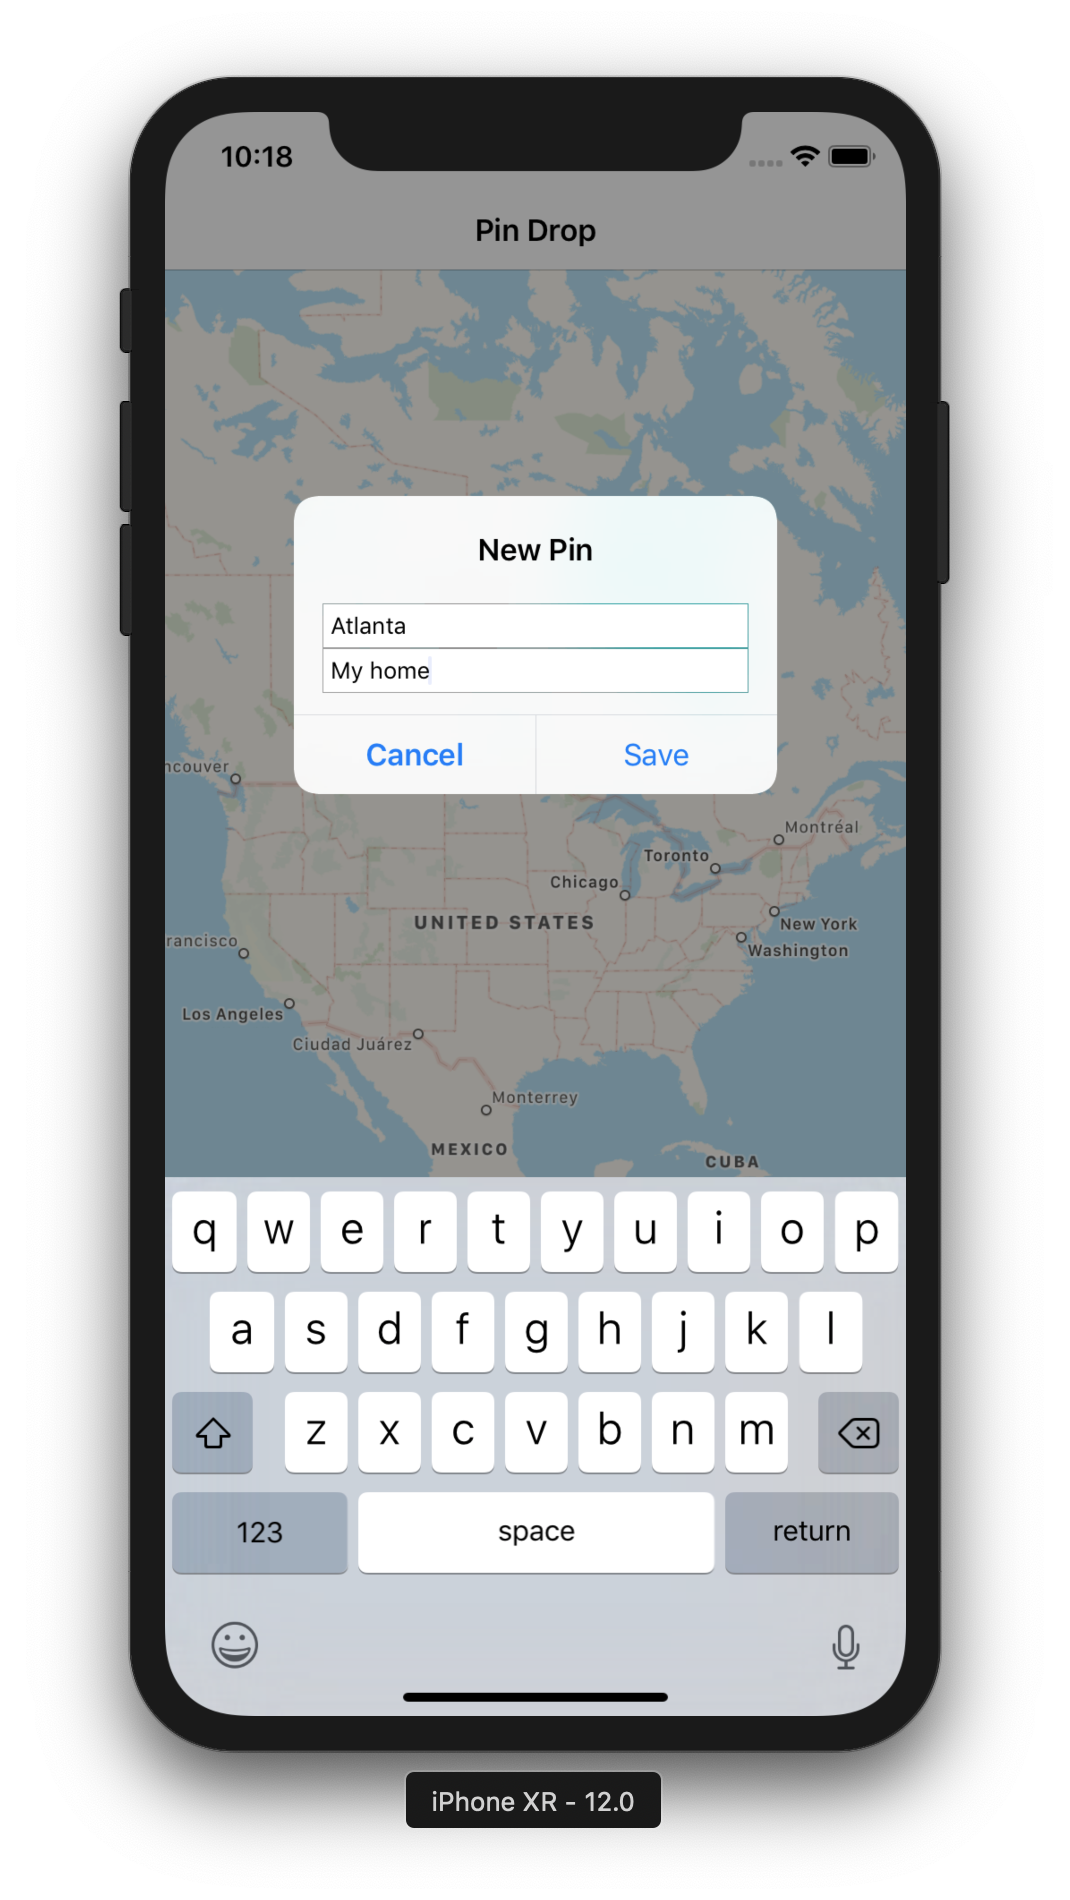 10:18
Pin Drop
New Pin
Atlanta
My home
Cancel Save
ncouver
Montréal
Toronto
Chicago
UNITED STATES
New York
rancisco
Washington
Los Angeles
Ciudad Juárez
Monterrey
MEXICO
CUBA
q w e r t y u i o p
a s d f g h j k l
z x c v b n m
123 space return
iPhone XR - 12.0